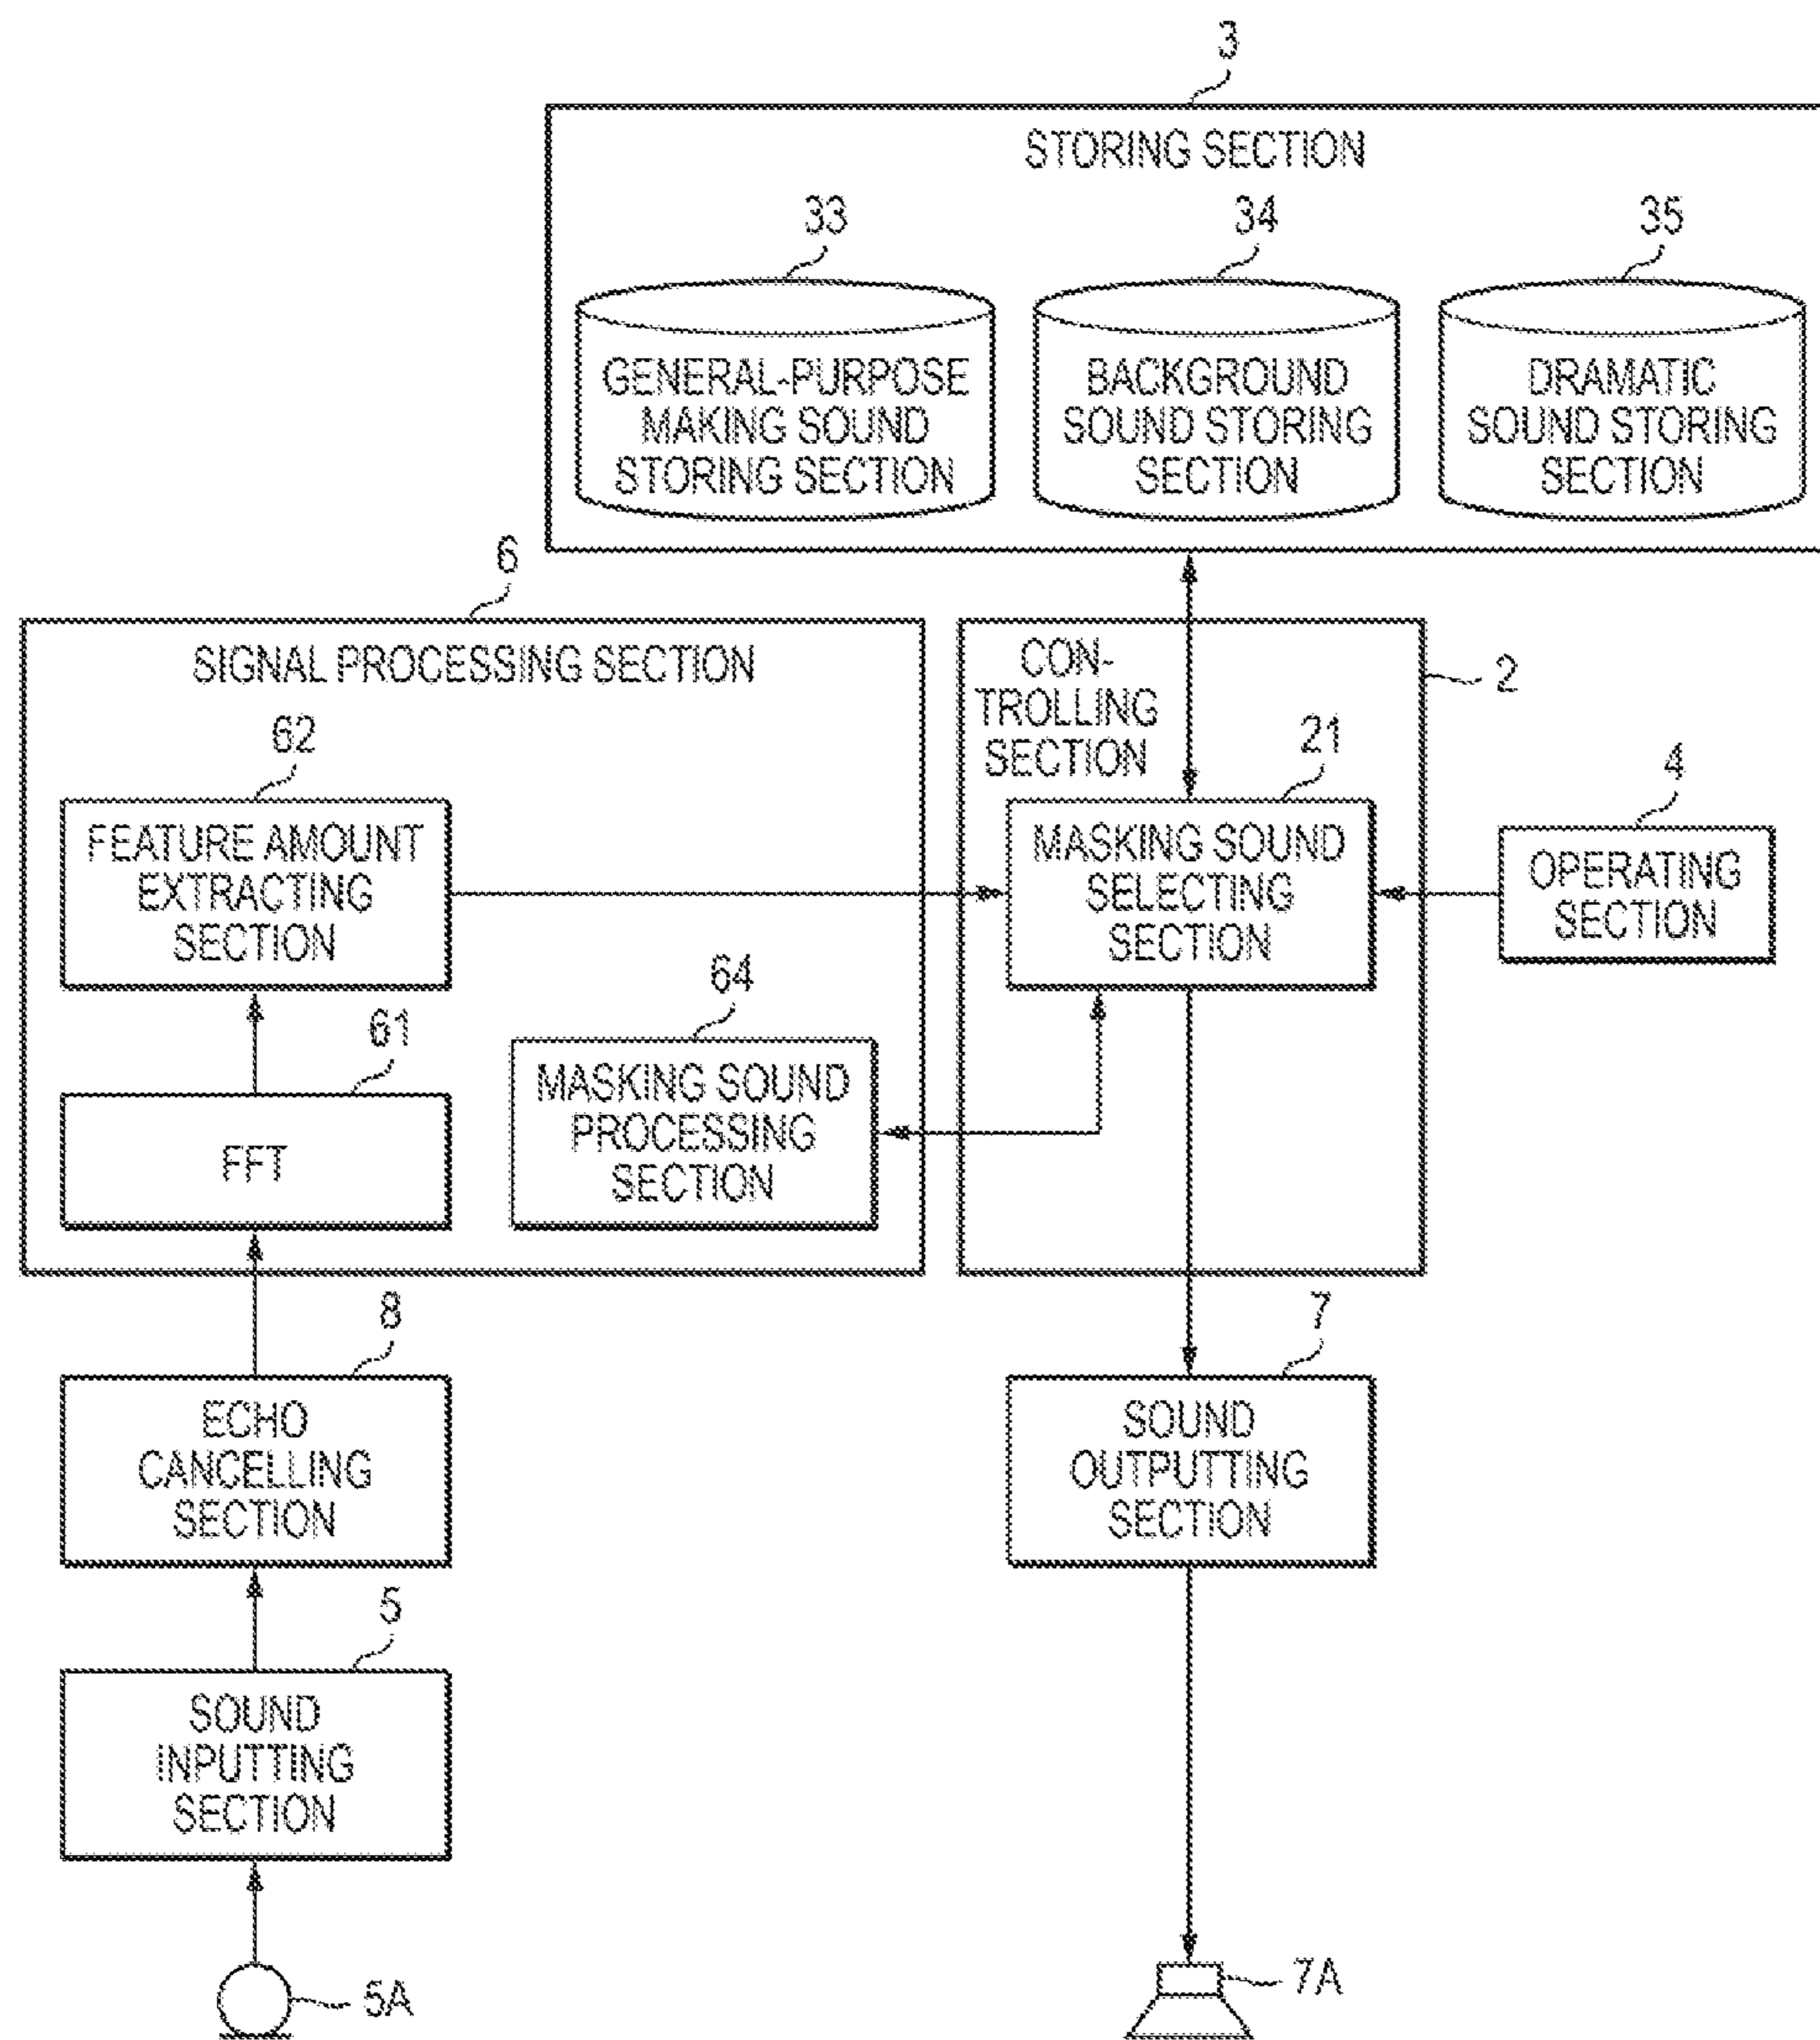 3
STORING SECTION
33
34
35
GENERAL-PURPOSE
MAKING SOUND
STORING SECTION
BACKGROUND
SOUND STORING
SECTION
DRAMATIC
SOUND STORING
SECTION
6
SIGNAL PROCESSING SECTION
CON-
TROLLING
SECTION
2
62
21
4
FEATURE AMOUNT
EXTRACTING
SECTION
MASKING SOUND
SELECTING
SECTION
OPERATING
SECTION
64
61
MASKING SOUND
PROCESSING
SECTION
FFT
8
7
ECHO
CANCELLING
SECTION
SOUND
OUTPUTTING
SECTION
5
SOUND
INPUTTING
SECTION
5A
7A